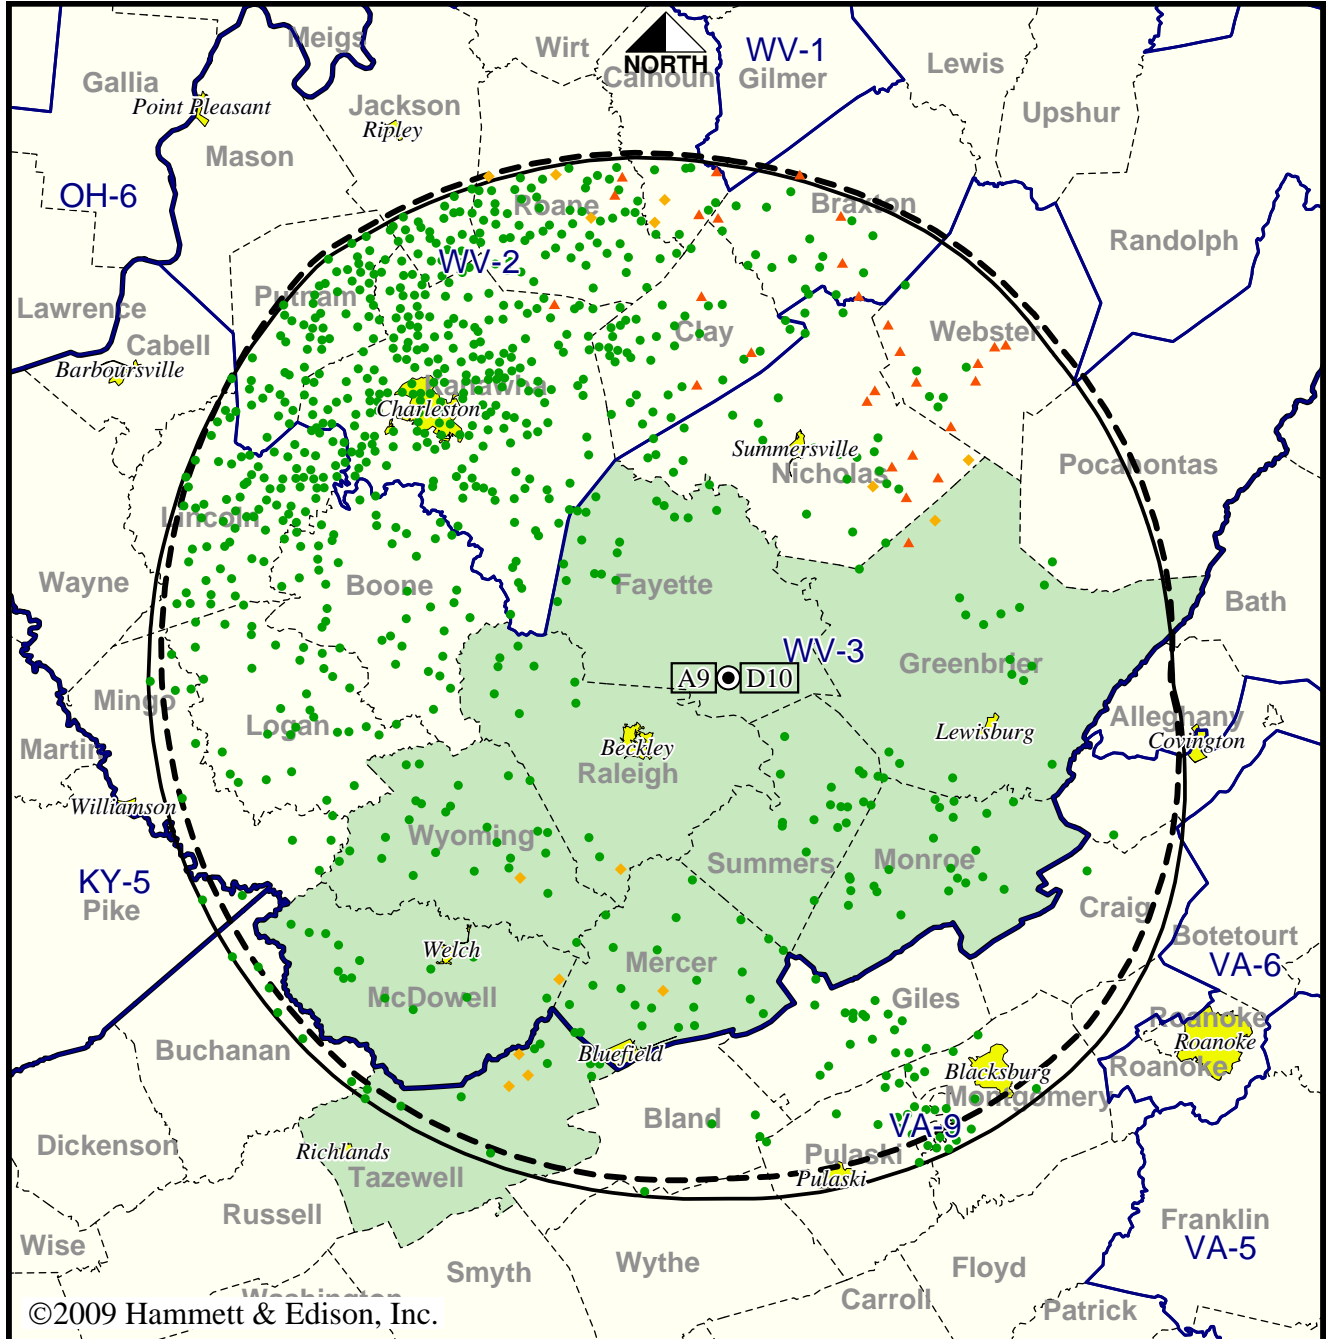 Meigs
Wirt
WV-1
Gallia
NORTH
Calhoun
Gilmer
Lewis
Point Pleasant
Jackson
Ripley
Upshur
Mason
OH-6
Roane
Braxton
Randolph
WV-2
Putnam
Lawrence
Clay
Webster
Cabell
Barboursville
Kanawha
Charleston
Summersville
Nicholas
Pocahontas
Lincoln
Wayne
Boone
Fayette
Bath
WV-3
Greenbrier
A9
D10
Mingo
Logan
Alleghany
Lewisburg
Covington
Martin
Beckley
Raleigh
Williamson
Wyoming
Summers
Monroe
KY-5
Pike
Craig
Welch
Botetourt
VA-6
Mercer
McDowell
Giles
Roanoke
Roanoke
Buchanan
Bluefield
Blacksburg
Roanoke
Montgomery
Bland
VA-9
Dickenson
Richlands
Pulaski
Tazewell
Pulaski
Russell
Franklin
VA-5
Wise
Wythe
Smyth
Floyd
Washington
Carroll
Patrick
©2009 Hammett & Edison, Inc.